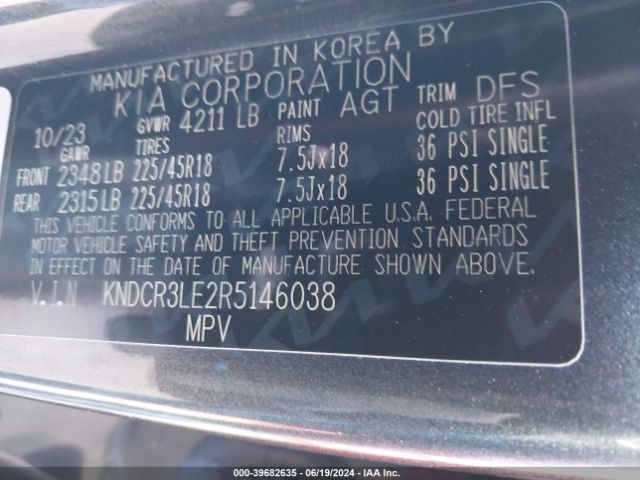 MANUFACTURED IN KOREA BY
KIA CORPORATION
10/23 GVWR 4211 LB PAINT AGT TRIM DFS
GAWR TIRES RIMS COLD TIRE INFL
FRONT 2348LB 225/45R18 7.5Jx18 36 PSI SINGLE
REAR 2315LB 225/45R18 7.5Jx18 36 PSI SINGLE
THIS VEHICLE CONFORMS TO ALL APPLICABLE U.S.A. FEDERAL
MOTOR VEHICLE SAFETY AND THEFT PREVENTION STANDARDS
IN EFFECT ON THE DATE OF MANUFACTURE SHOWN ABOVE.
V.I.N KNDCR3LE2R5146038
MPV
000-39682635 - 06/19/2024 - IAA Inc.